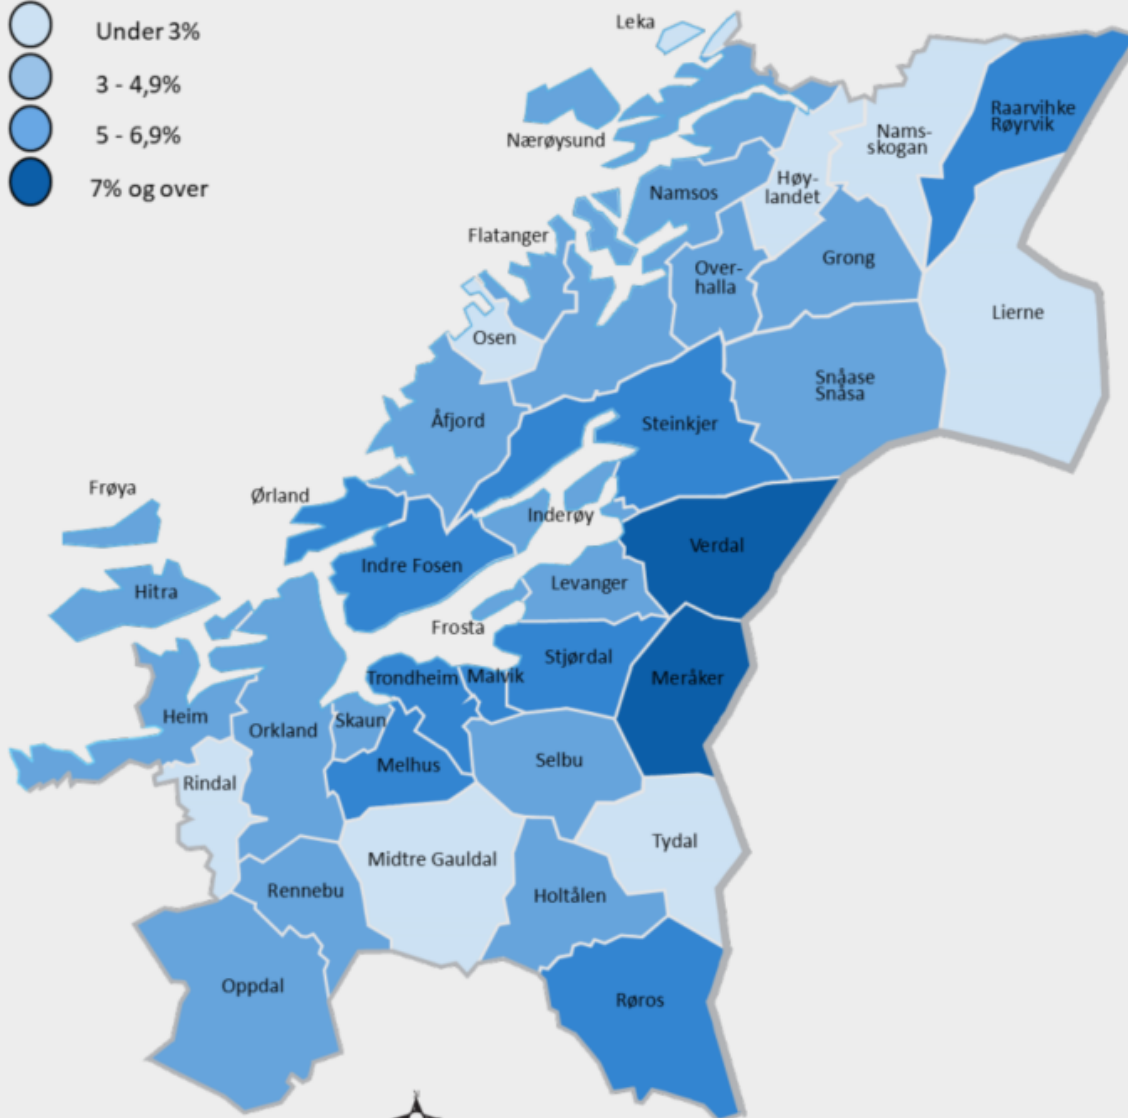 Under 3%
3 - 4,9%
5 - 6,9%
7% og over
Leka
Raarvihke
Røyrvik
Nams-
skogan
Nærøysund
Høy-
landet
Namsos
Flatanger
Grong
Over-
halla
Lierne
Osen
Snåase
Snåsa
Åfjord
Steinkjer
Frøya
Ørland
Inderøy
Verdal
Indre Fosen
Hitra
Levanger
Frosta
Stjørdal
Trondheim
Malvik
Meråker
Heim
Skaun
Orkland
Selbu
Melhus
Rindal
Tydal
Midtre Gauldal
Rennebu
Holtålen
Oppdal
Røros